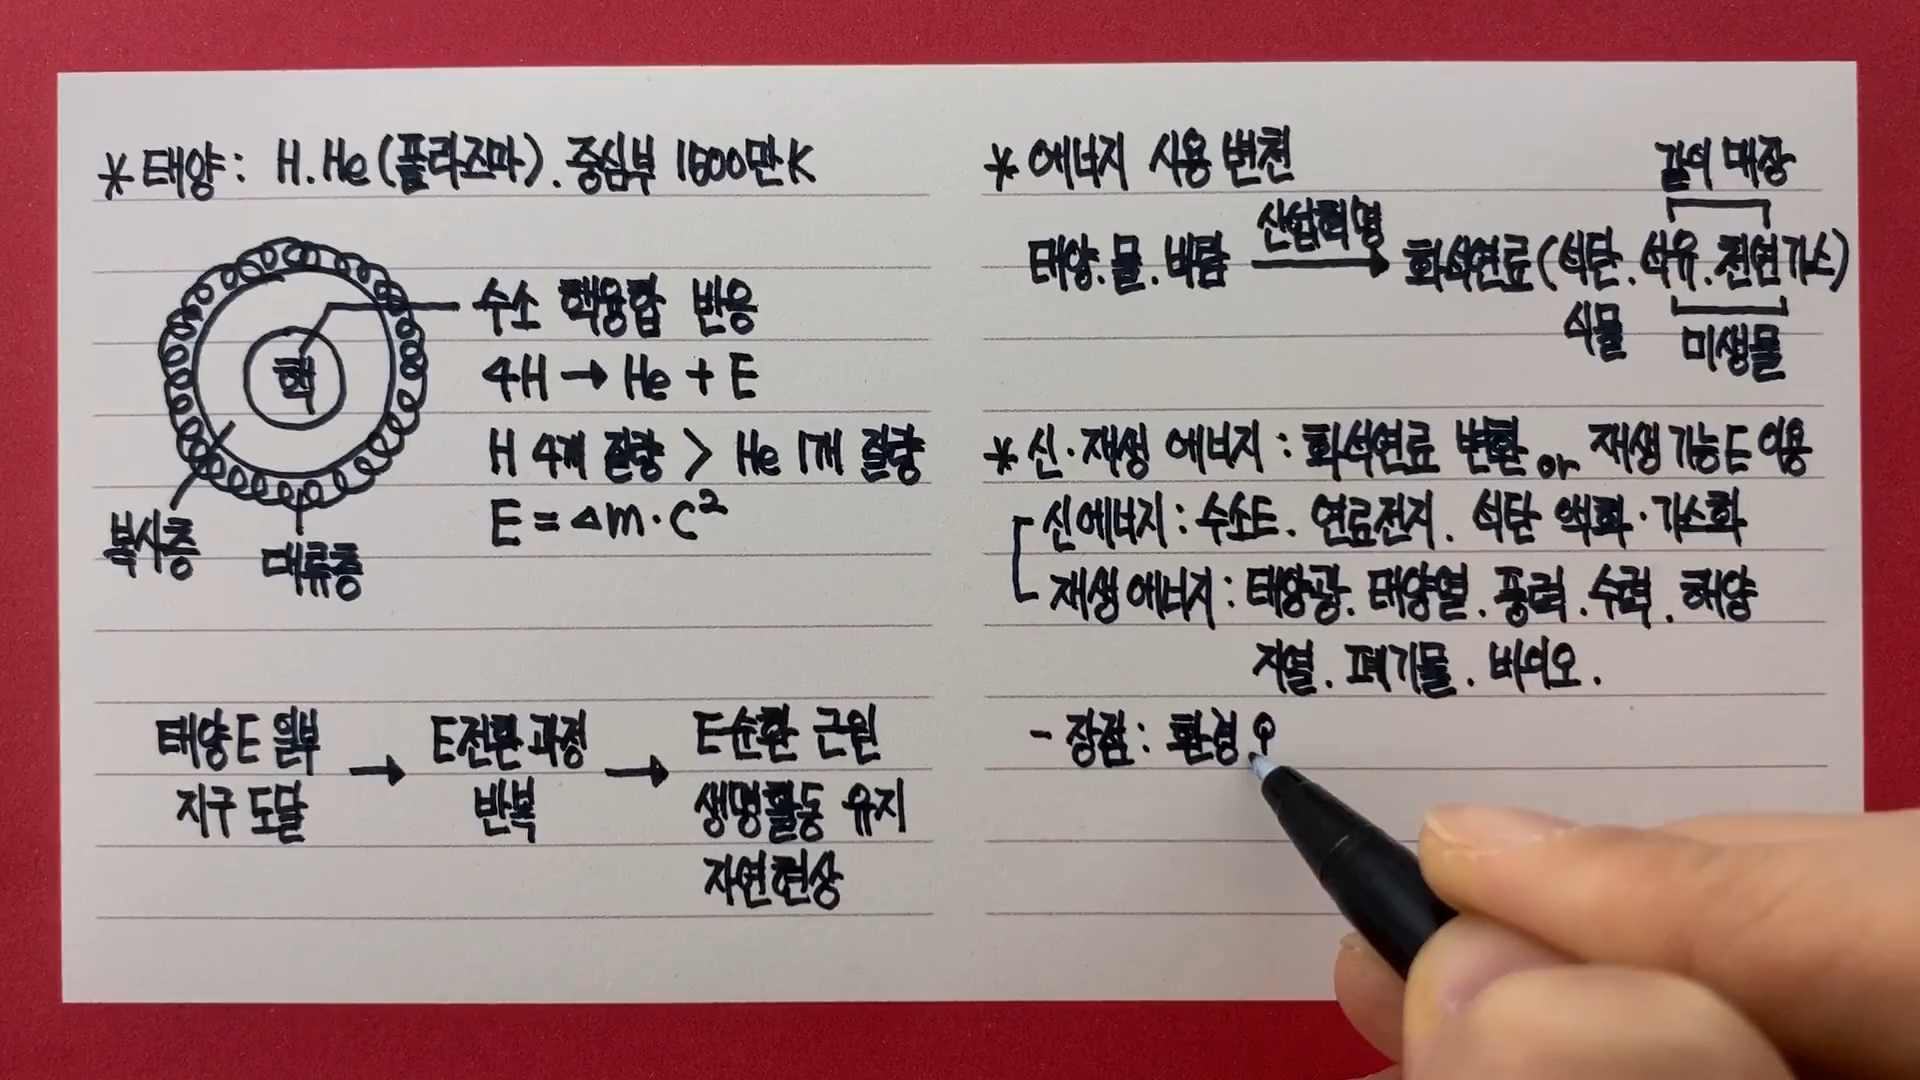 * 태양: H. He (플라즈마). 중심부 1500만K
핵
수소 핵융합 반응
4H → He + E
H 4개 질량 > He 1개 질량
E = Δm·C²
복사층
대류층
태양E 일부 지구 도달 → E전환 과정 반복 → E순환 근원 생명활동 유지 자연현상
* 에너지 사용 변천
같이 매장
태양. 물. 바람 산업혁명 → 화석연료 (석탄. 석유. 천연가스)
식물
미생물
* 신·재생 에너지 : 화석연료 변환 or 재생가능E 이용
신에너지 : 수소E. 연료전지. 석탄 액화·가스화
재생에너지 : 태양광. 태양열. 풍력. 수력. 해양
지열. 폐기물. 바이오.
- 장점 : 환경